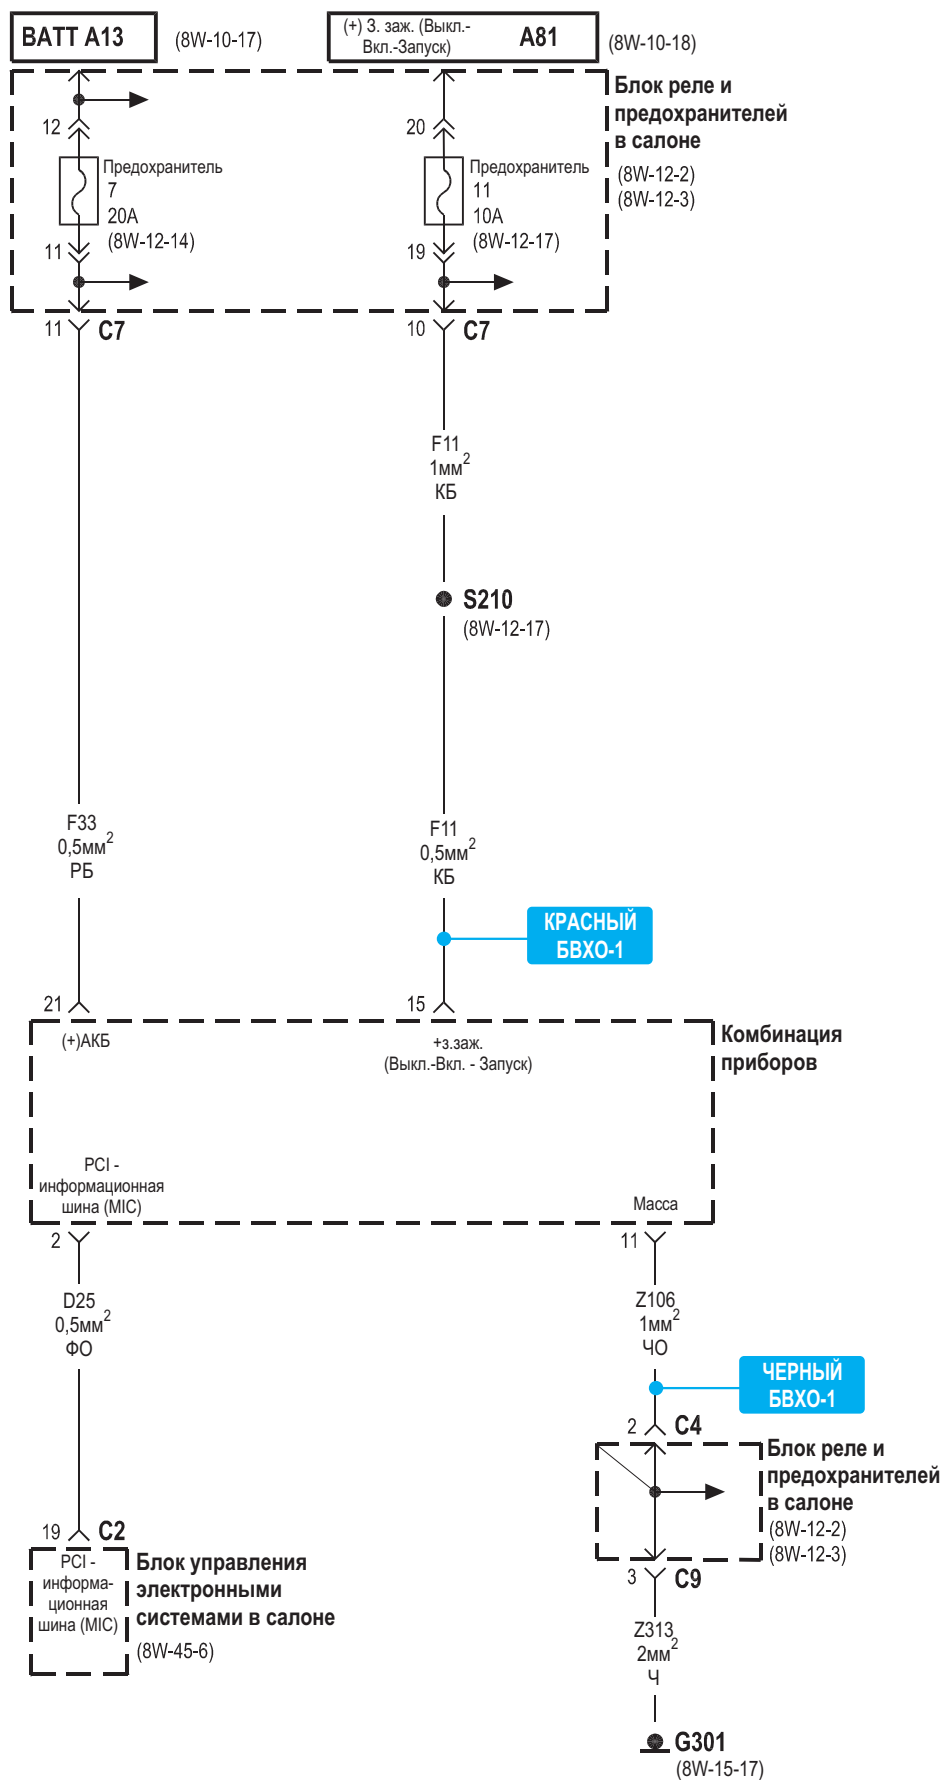 BATT A13
(8W-10-17)
(+) З. заж. (Выкл.-
Вкл.-Запуск)
A81
(8W-10-18)
Блок реле и
предохранителей
в салоне
(8W-12-2)
(8W-12-3)
12
Предохранитель
7
20A
(8W-12-14)
11
20
Предохранитель
11
10A
(8W-12-17)
19
11
C7
10
C7
F11
1мм2
КБ
S210
(8W-12-17)
F33
0,5мм2
РБ
F11
0,5мм2
КБ
КРАСНЫЙ
БВХО-1
21
15
(+)АКБ
+з.заж.
(Выкл.-Вкл. - Запуск)
Комбинация
приборов
PCI -
информационная
шина (MIC)
Масса
2
11
D25
0,5мм2
ФО
Z106
1мм2
ЧО
ЧЕРНЫЙ
БВХО-1
2
C4
Блок реле и
предохранителей
в салоне
(8W-12-2)
(8W-12-3)
19
C2
PCI -
информа-
ционная
шина (MIC)
Блок управления
электронными
системами в салоне
(8W-45-6)
3
C9
Z313
2мм2
Ч
G301
(8W-15-17)